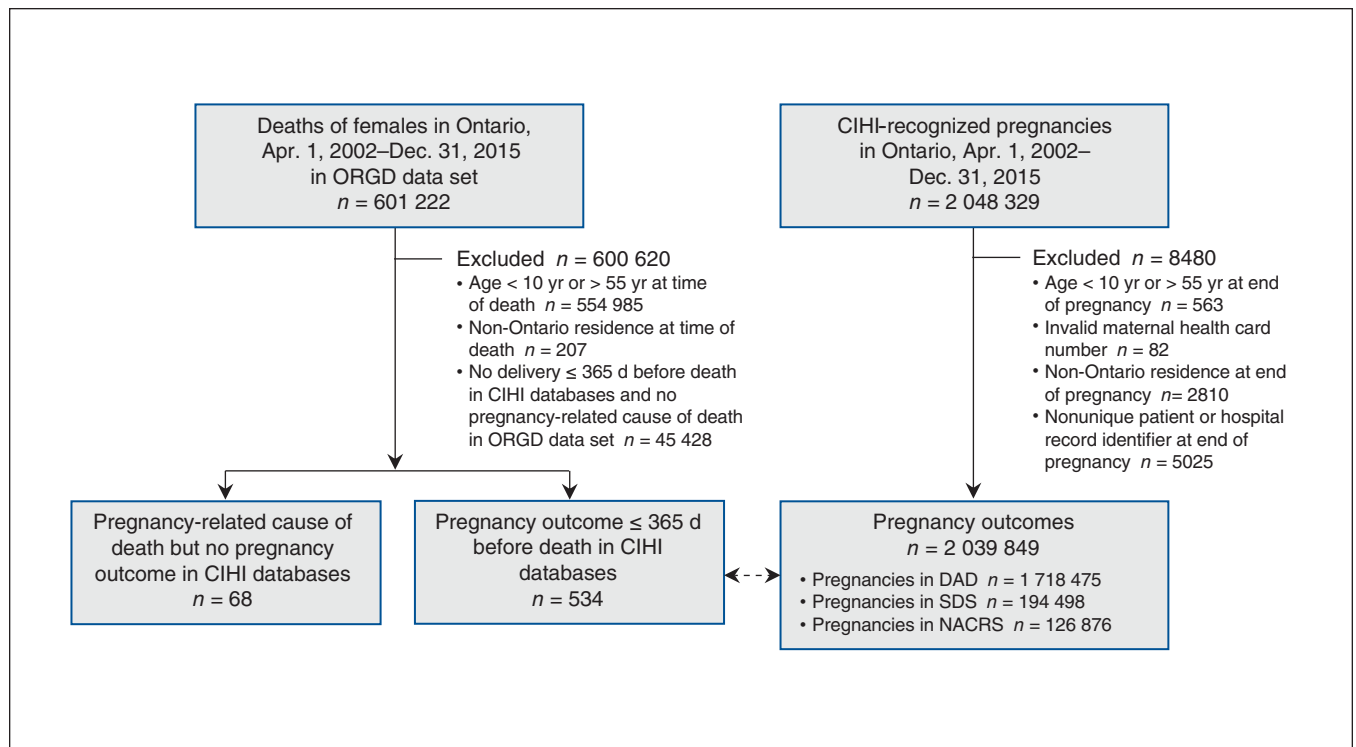 Deaths of females in Ontario,
Apr. 1, 2002–Dec. 31, 2015
in ORGD data set
n = 601 222
CIHI-recognized pregnancies
in Ontario, Apr. 1, 2002–
Dec. 31, 2015
n = 2 048 329
Excluded n = 600 620
• Age < 10 yr or > 55 yr at time
of death n = 554 985
• Non-Ontario residence at time of
death n = 207
• No delivery ≤ 365 d before death
in CIHI databases and no
pregnancy-related cause of death
in ORGD data set n = 45 428
Excluded n = 8480
• Age < 10 yr or > 55 yr at end
of pregnancy n = 563
• Invalid maternal health card
number n = 82
• Non-Ontario residence at end
of pregnancy n= 2810
• Nonunique patient or hospital
record identifier at end of
pregnancy n = 5025
Pregnancy-related cause of
death but no pregnancy
outcome in CIHI databases
n = 68
Pregnancy outcome ≤ 365 d
before death in CIHI
databases
n = 534
Pregnancy outcomes
n = 2 039 849
• Pregnancies in DAD n = 1 718 475
• Pregnancies in SDS n = 194 498
• Pregnancies in NACRS n = 126 876